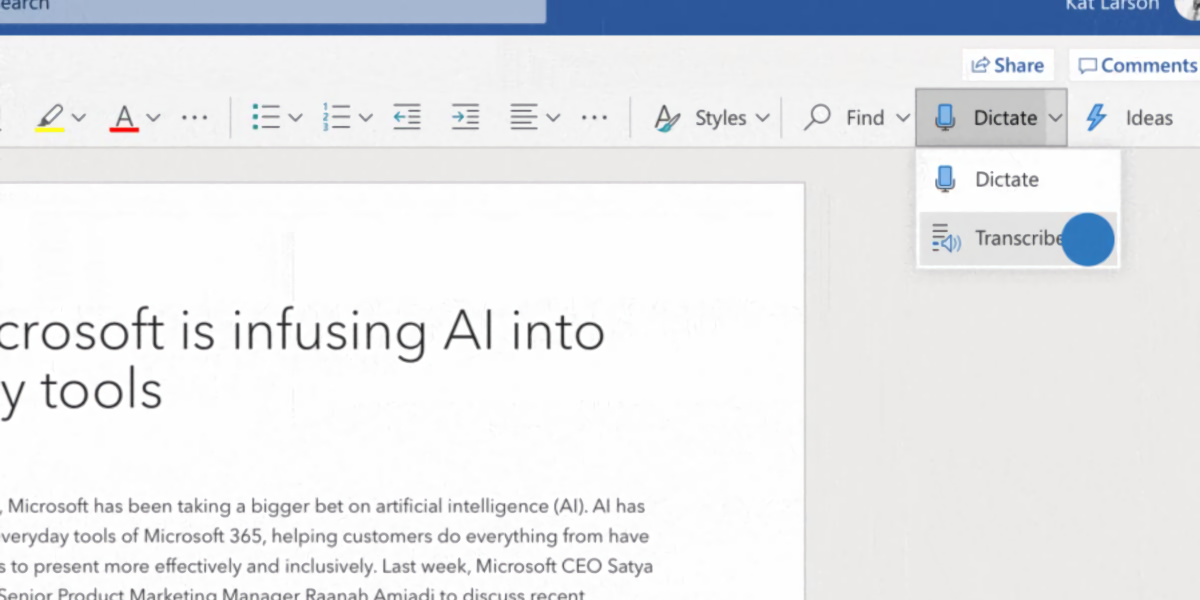 earch
Kat Larson
Share
Comments
Styles
Find
Dictate
Ideas
Dictate
Transcribe
crosoft is infusing AI into
y tools
, Microsoft has been taking a bigger bet on artificial intelligence (AI). AI has
veryday tools of Microsoft 365, helping customers do everything from have
s to present more effectively and inclusively. Last week, Microsoft CEO Satya
Senior Product Marketing Manager Raanah Amjadi to discuss recent